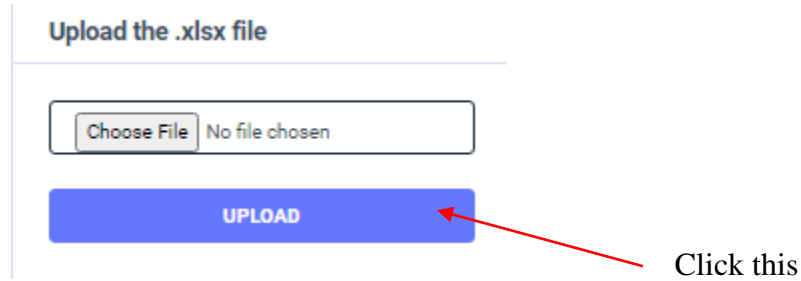 Upload the .xlsx file
Choose File No file chosen
UPLOAD
Click this